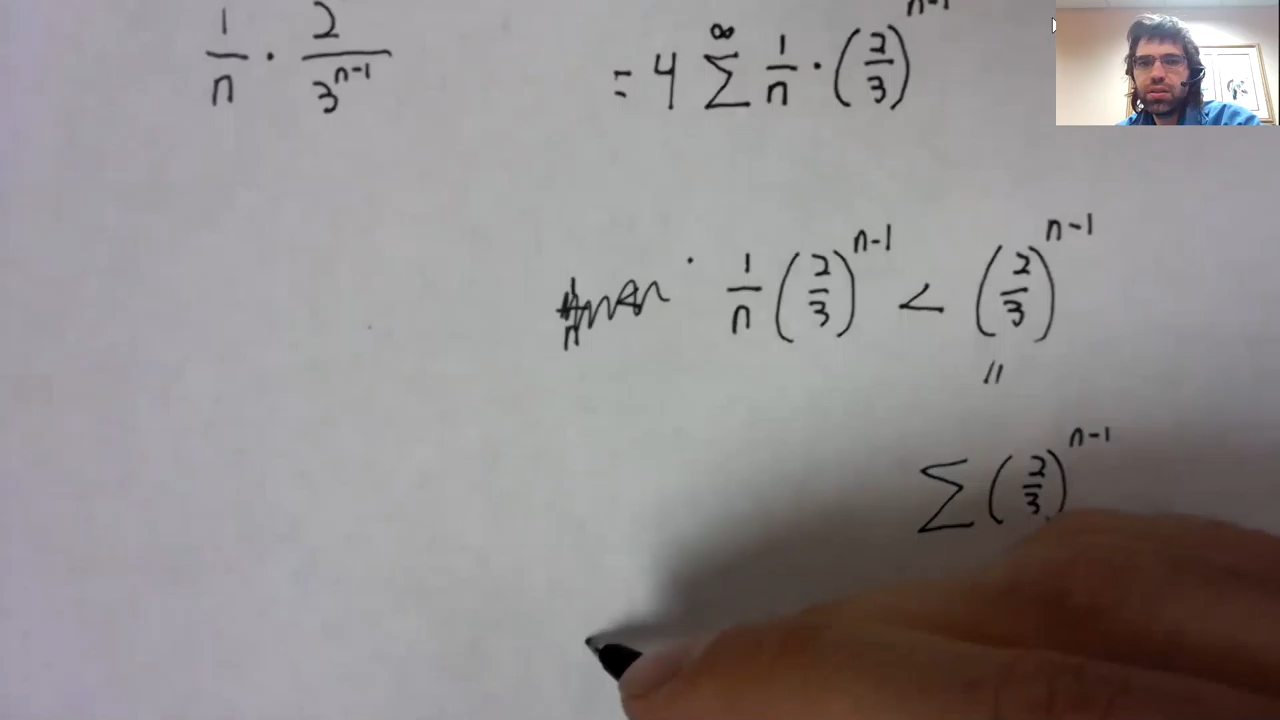 1/n · 2/3^{n-1} = 4 ∑^∞ 1/n · (2/3)^{n-1}
· 1/n (2/3)^{n-1} < (2/3)^{n-1}
=
∑ (2/3)^{n-1}